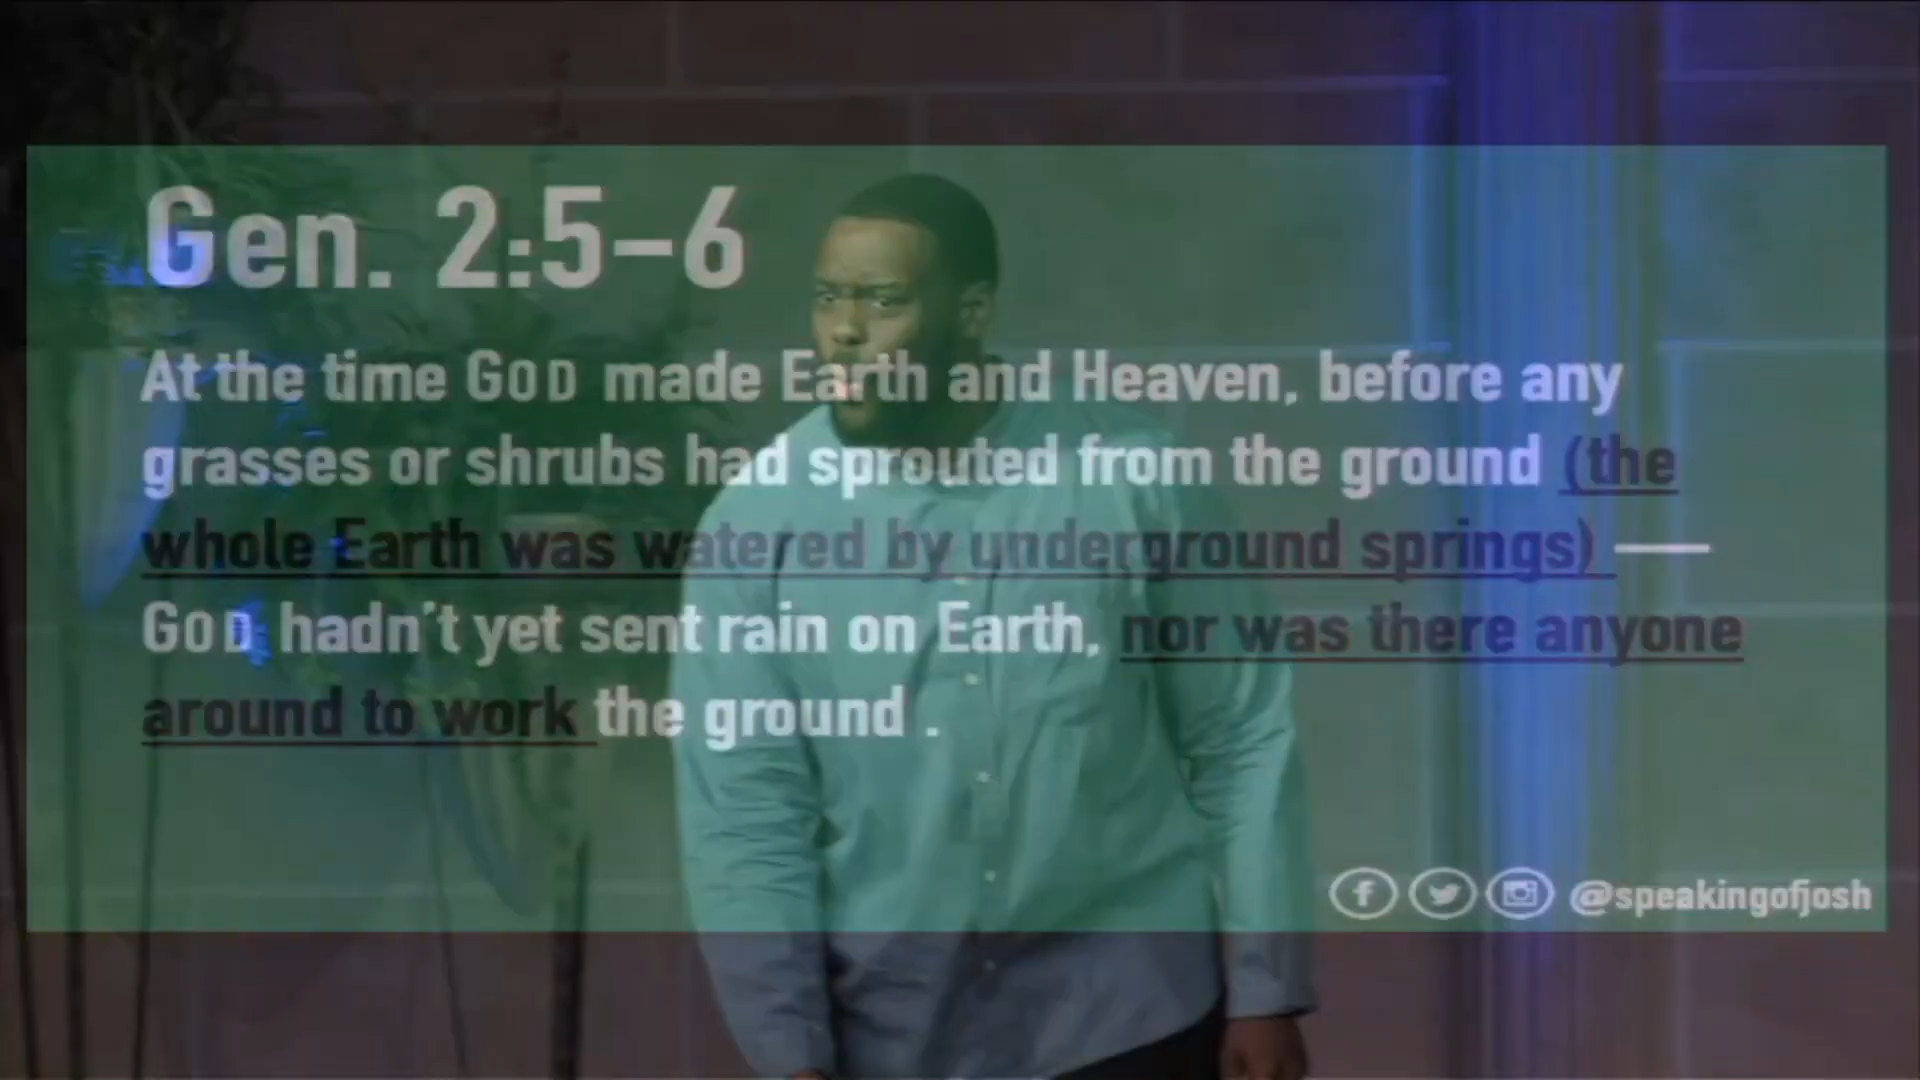 Gen. 2:5–6
At the time GOD made Earth and Heaven, before any
grasses or shrubs had sprouted from the ground (the
whole Earth was watered by underground springs) —
GOD hadn't yet sent rain on Earth, nor was there anyone
around to work the ground .
@speakingofjosh